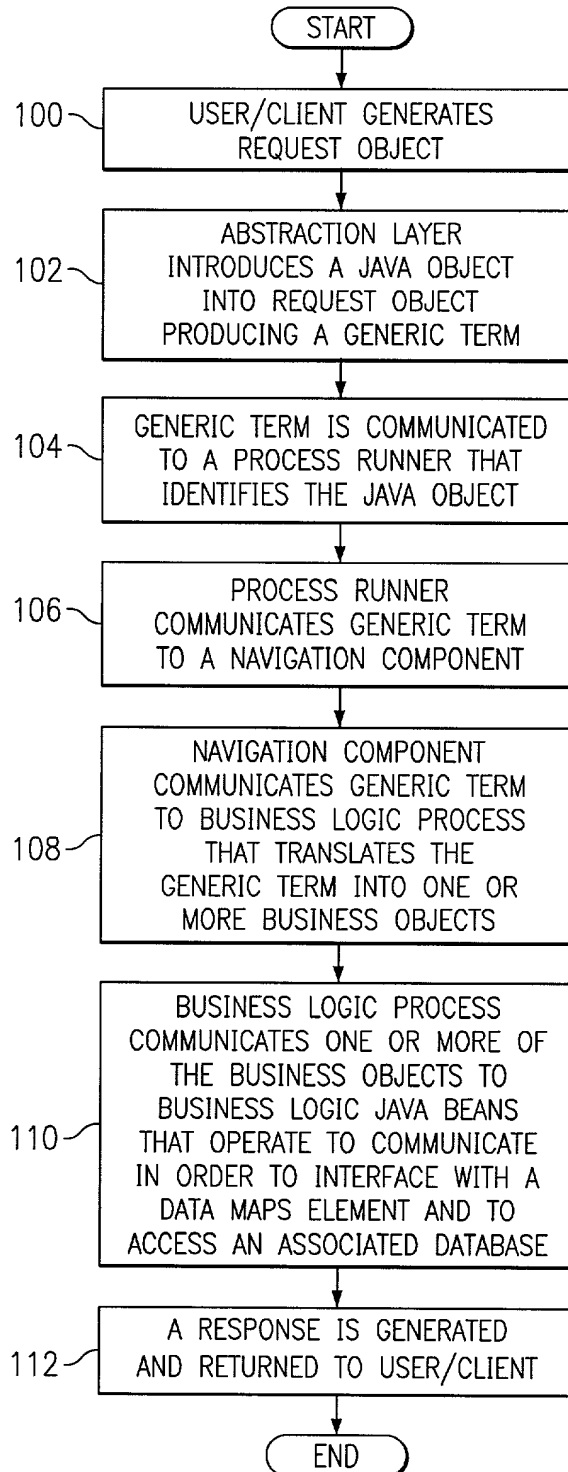 START
100
USER/CLIENT GENERATES
REQUEST OBJECT
102
ABSTRACTION LAYER
INTRODUCES A JAVA OBJECT
INTO REQUEST OBJECT
PRODUCING A GENERIC TERM
104
GENERIC TERM IS COMMUNICATED
TO A PROCESS RUNNER THAT
IDENTIFIES THE JAVA OBJECT
106
PROCESS RUNNER
COMMUNICATES GENERIC TERM
TO A NAVIGATION COMPONENT
108
NAVIGATION COMPONENT
COMMUNICATES GENERIC TERM
TO BUSINESS LOGIC PROCESS
THAT TRANSLATES THE
GENERIC TERM INTO ONE OR
MORE BUSINESS OBJECTS
110
BUSINESS LOGIC PROCESS
COMMUNICATES ONE OR MORE OF
THE BUSINESS OBJECTS TO
BUSINESS LOGIC JAVA BEANS
THAT OPERATE TO COMMUNICATE
IN ORDER TO INTERFACE WITH A
DATA MAPS ELEMENT AND TO
ACCESS AN ASSOCIATED DATABASE
112
A RESPONSE IS GENERATED
AND RETURNED TO USER/CLIENT
END